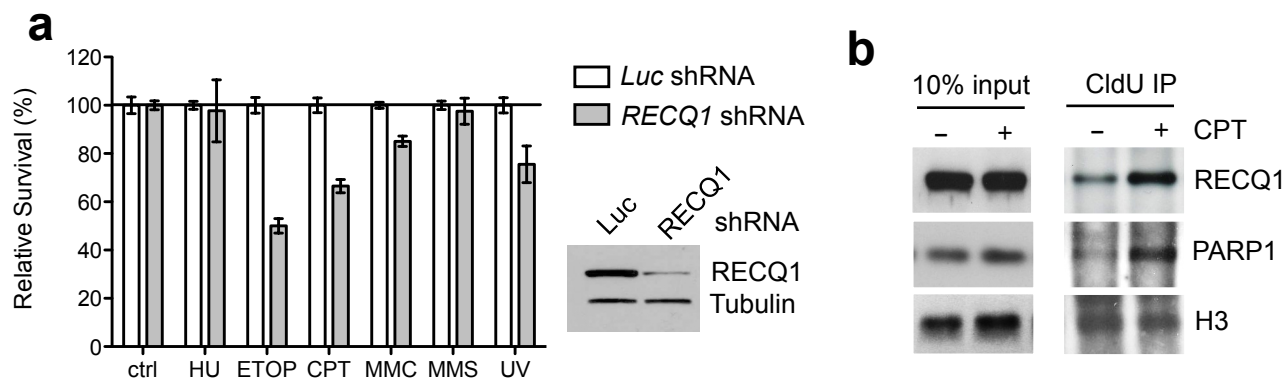 a
Relative Survival (%)
120
100
80
60
40
20
0
ctrl HU ETOP CPT MMC MMS UV
Luc shRNA
RECQ1 shRNA
Luc RECQ1 shRNA
RECQ1
Tubulin
b
10% input CldU IP
– + – + CPT
RECQ1
PARP1
H3